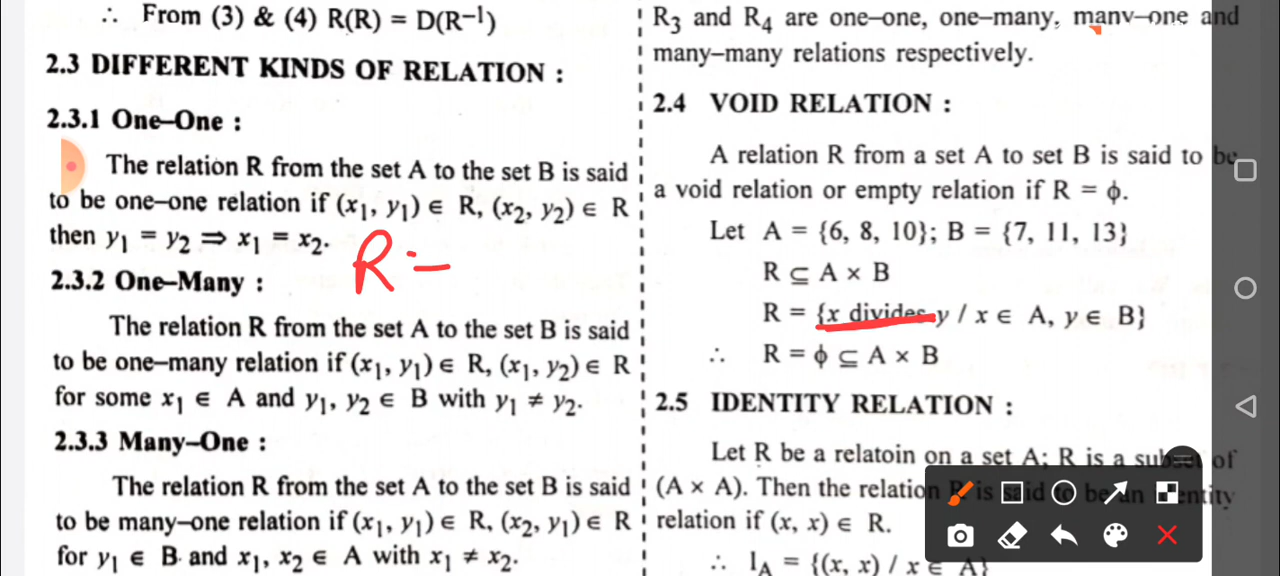 ∴ From (3) & (4) R(R) = D(R⁻¹)
2.3 DIFFERENT KINDS OF RELATION :
2.3.1 One–One :
The relation R from the set A to the set B is said
to be one–one relation if (x₁, y₁) ∈ R, (x₂, y₂) ∈ R
then y₁ = y₂ ⇒ x₁ = x₂.
R :–
2.3.2 One–Many :
The relation R from the set A to the set B is said
to be one–many relation if (x₁, y₁) ∈ R, (x₁, y₂) ∈ R
for some x₁ ∈ A and y₁, y₂ ∈ B with y₁ ≠ y₂.
2.3.3 Many–One :
The relation R from the set A to the set B is said
to be many–one relation if (x₁, y₁) ∈ R, (x₂, y₁) ∈ R
for y₁ ∈ B and x₁, x₂ ∈ A with x₁ ≠ x₂.
R₃ and R₄ are one–one, one–many, many–one and
many–many relations respectively.
2.4 VOID RELATION :
A relation R from a set A to set B is said to be
a void relation or empty relation if R = ϕ.
Let A = {6, 8, 10}; B = {7, 11, 13}
R ⊆ A × B
R = {x divides y / x ∈ A, y ∈ B}
∴ R = ϕ ⊆ A × B
2.5 IDENTITY RELATION :
Let R be a relatoin on a set A; R is a subset of
(A × A). Then the relation R is said to be an identity
relation if (x, x) ∈ R.
∴ I_A = {(x, x) / x ∈ A}